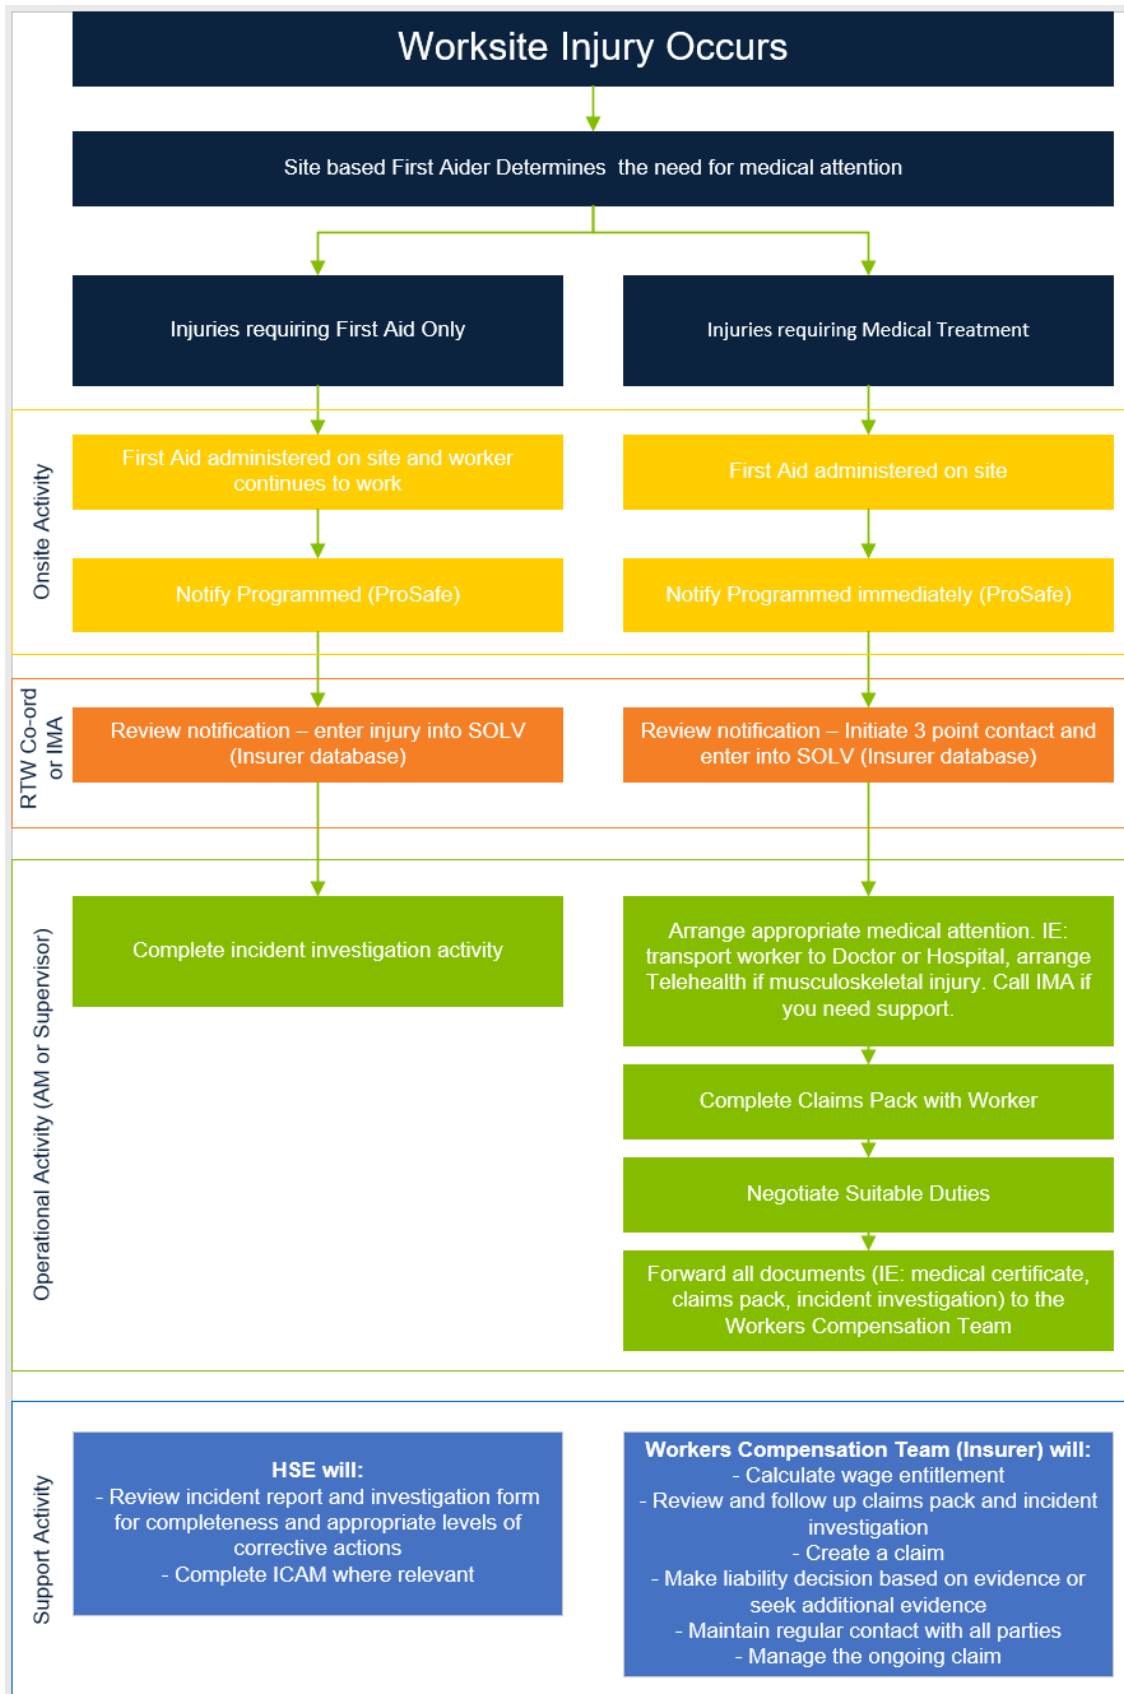 Worksite Injury Occurs
Site based First Aider Determines the need for medical attention
Injuries requiring First Aid Only
Injuries requiring Medical Treatment
Onsite Activity
First Aid administered on site and worker
continues to work
First Aid administered on site
Notify Programmed (ProSafe)
Notify Programmed immediately (ProSafe)
RTW Co-ord
or IMA
Review notification – enter injury into SOLV
(Insurer database)
Review notification – Initiate 3 point contact and
enter into SOLV (Insurer database)
Operational Activity (AM or Supervisor)
Complete incident investigation activity
Arrange appropriate medical attention. IE:
transport worker to Doctor or Hospital, arrange
Telehealth if musculoskeletal injury. Call IMA if
you need support.
Complete Claims Pack with Worker
Negotiate Suitable Duties
Forward all documents (IE: medical certificate,
claims pack, incident investigation) to the
Workers Compensation Team
Support Activity
HSE will:
- Review incident report and investigation form
for completeness and appropriate levels of
corrective actions
- Complete ICAM where relevant
Workers Compensation Team (Insurer) will:
- Calculate wage entitlement
- Review and follow up claims pack and incident
investigation
- Create a claim
- Make liability decision based on evidence or
seek additional evidence
- Maintain regular contact with all parties
- Manage the ongoing claim